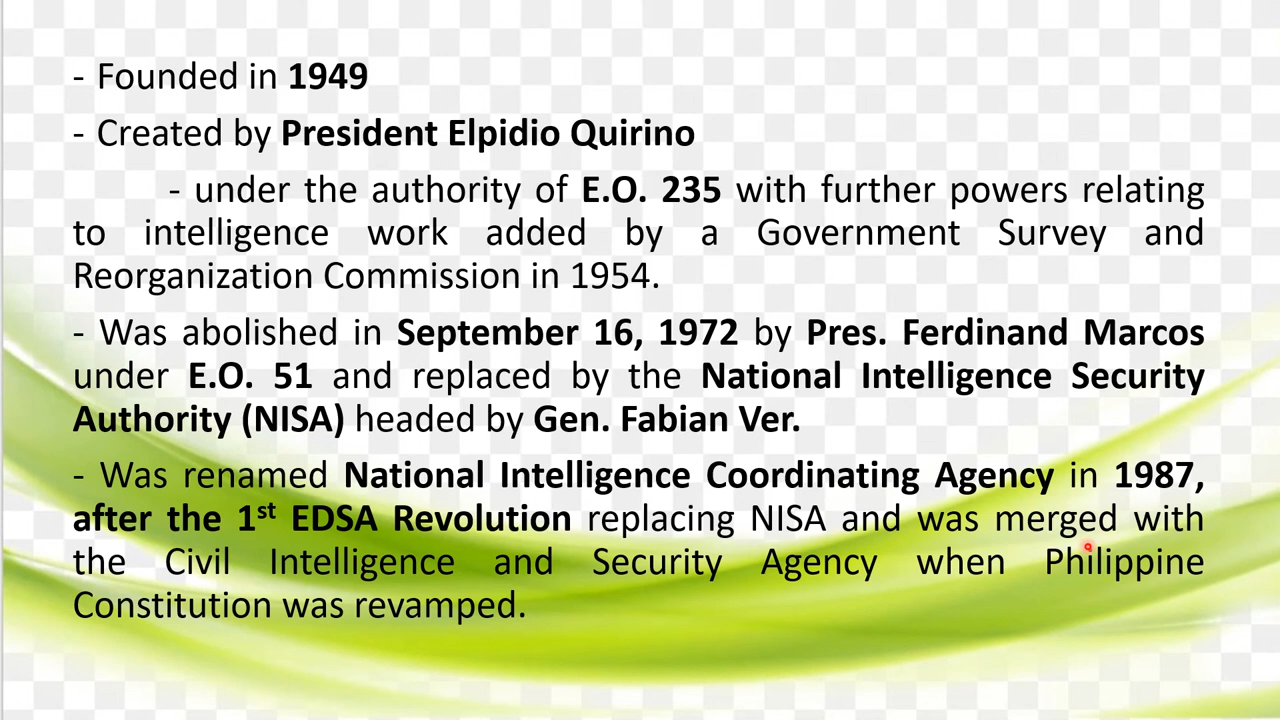 - Founded in 1949
- Created by President Elpidio Quirino
- under the authority of E.O. 235 with further powers relating
to intelligence work added by a Government Survey and
Reorganization Commission in 1954.
- Was abolished in September 16, 1972 by Pres. Ferdinand Marcos
under E.O. 51 and replaced by the National Intelligence Security
Authority (NISA) headed by Gen. Fabian Ver.
- Was renamed National Intelligence Coordinating Agency in 1987,
after the 1st EDSA Revolution replacing NISA and was merged with
the Civil Intelligence and Security Agency when Philippine
Constitution was revamped.